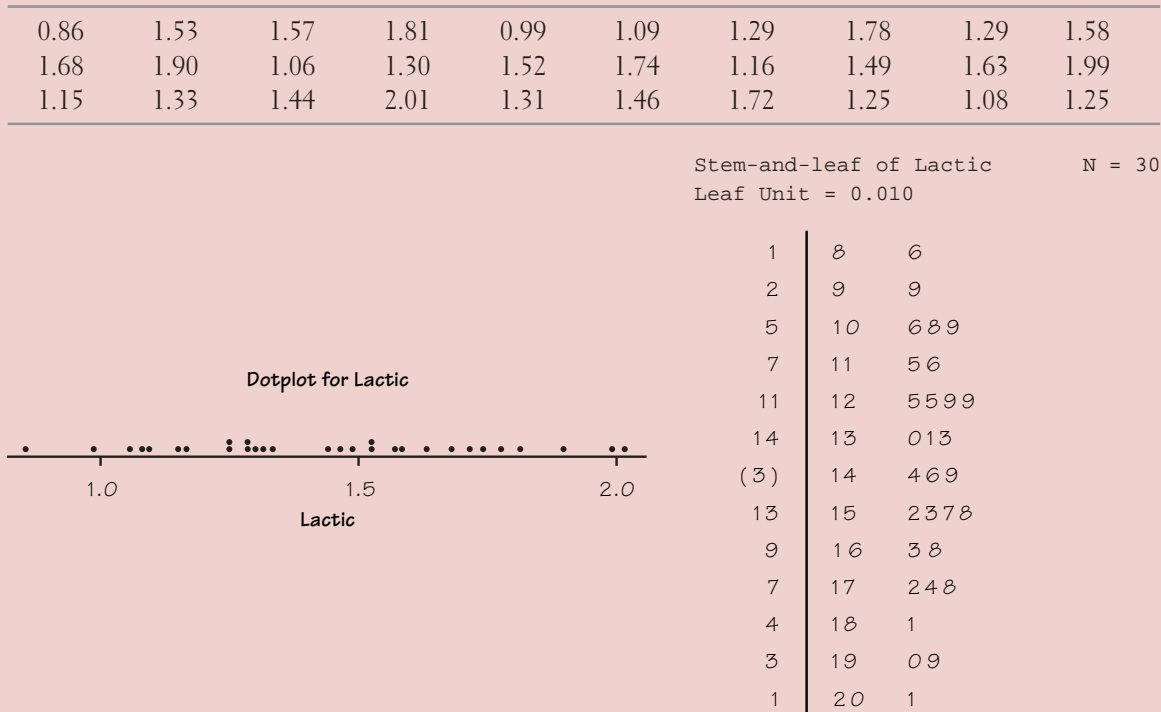 0.86 1.53 1.57 1.81 0.99 1.09 1.29 1.78 1.29 1.58
1.68 1.90 1.06 1.30 1.52 1.74 1.16 1.49 1.63 1.99
1.15 1.33 1.44 2.01 1.31 1.46 1.72 1.25 1.08 1.25
Stem-and-leaf of Lactic N = 30
Leaf Unit = 0.010
1 8 6
2 9 9
5 10 689
7 11 56
11 12 5599
14 13 013
(3) 14 469
13 15 2378
9 16 38
7 17 248
4 18 1
3 19 09
1 20 1
Dotplot for Lactic
1.0 1.5 2.0
Lactic